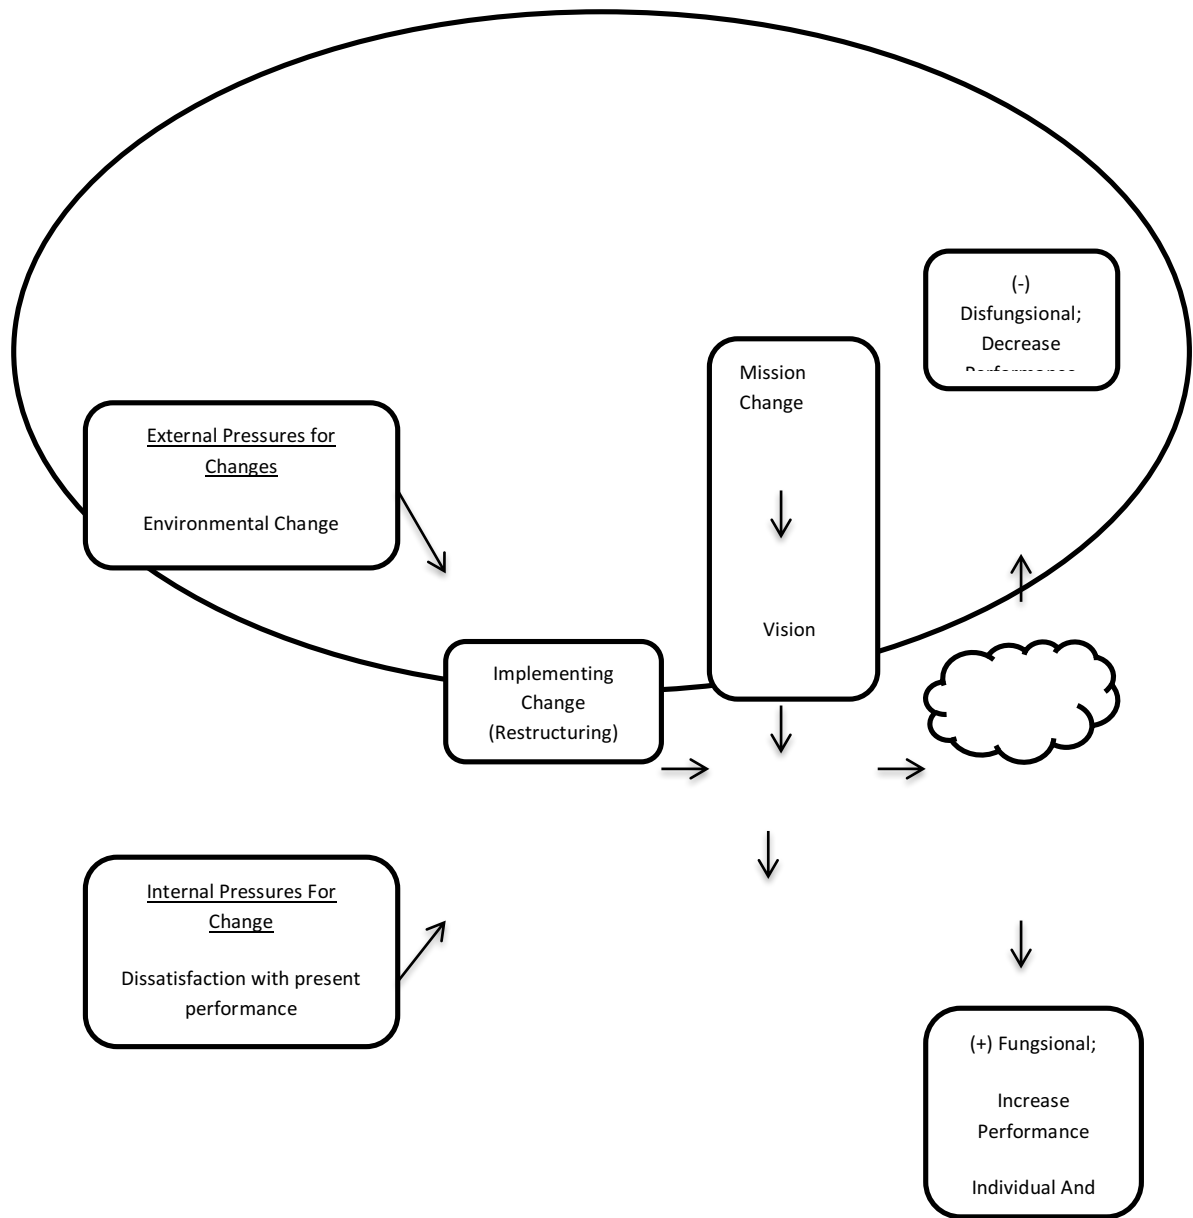 (-)
Disfungsional;
Decrease
Mission
Change
External Pressures for
Changes
Environmental Change
Vision
Implementing
Change
(Restructuring)
Internal Pressures For
Change
Dissatisfaction with present
performance
(+) Fungsional;
Increase
Performance
Individual And